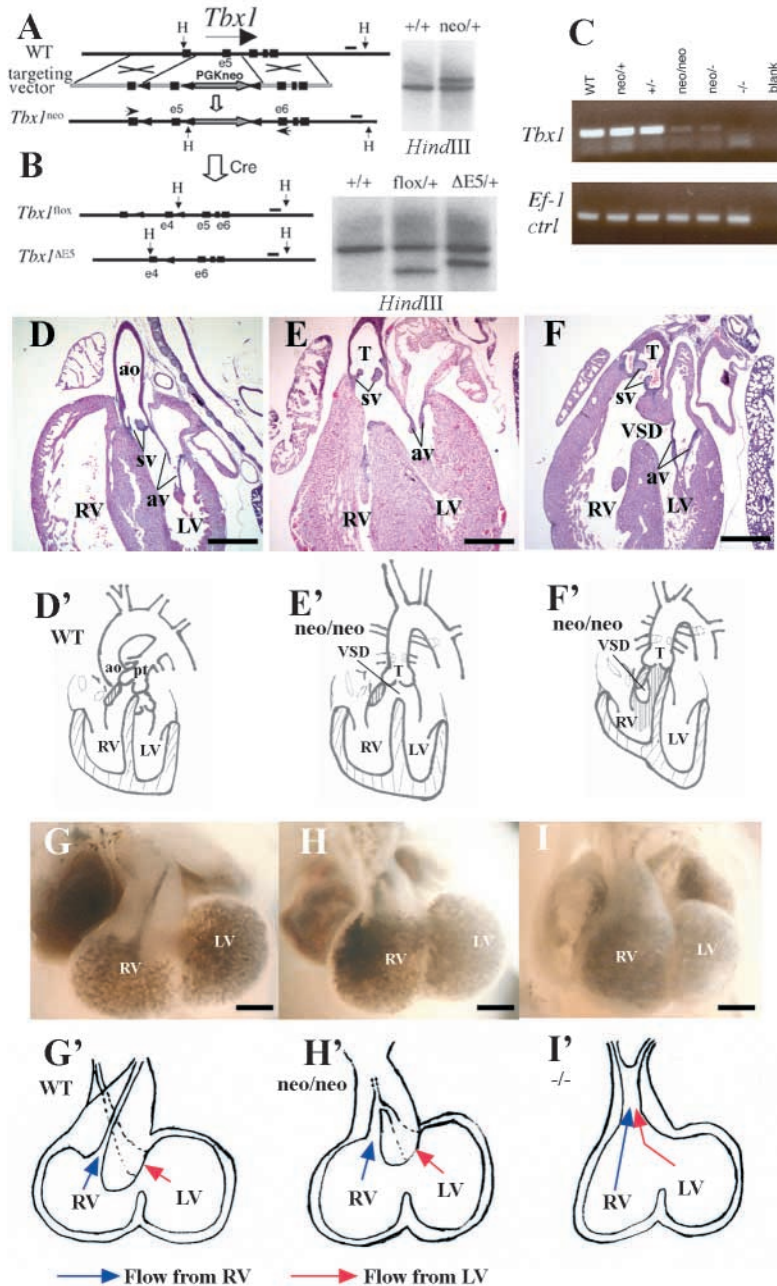 A
Tbx1
H
H
WT
e5
targeting vector
PGKneo
e5
e6
Tbx1neo
H
H
+/+ neo/+
HindIII
B
Cre
H
H
Tbx1flox
e4 e5 e6
H
H
Tbx1ΔE5
e4 e6
+/+ flox/+ ΔE5/+
HindIII
C
WT neo/+ +/- neo/neo neo/- -/- blank
Tbx1
Ef-1 ctrl
D
ao
sv
av
RV
LV
E
T
sv
av
RV
LV
F
T
sv
VSD
av
RV
LV
D'
WT
ao pt
RV LV
E'
neo/neo
VSD
T
RV LV
F'
neo/neo
VSD
T
RV
LV
G
RV
LV
H
RV
LV
I
RV
LV
G'
WT
RV
LV
H'
neo/neo
RV
LV
I'
-/-
RV
LV
Flow from RV
Flow from LV